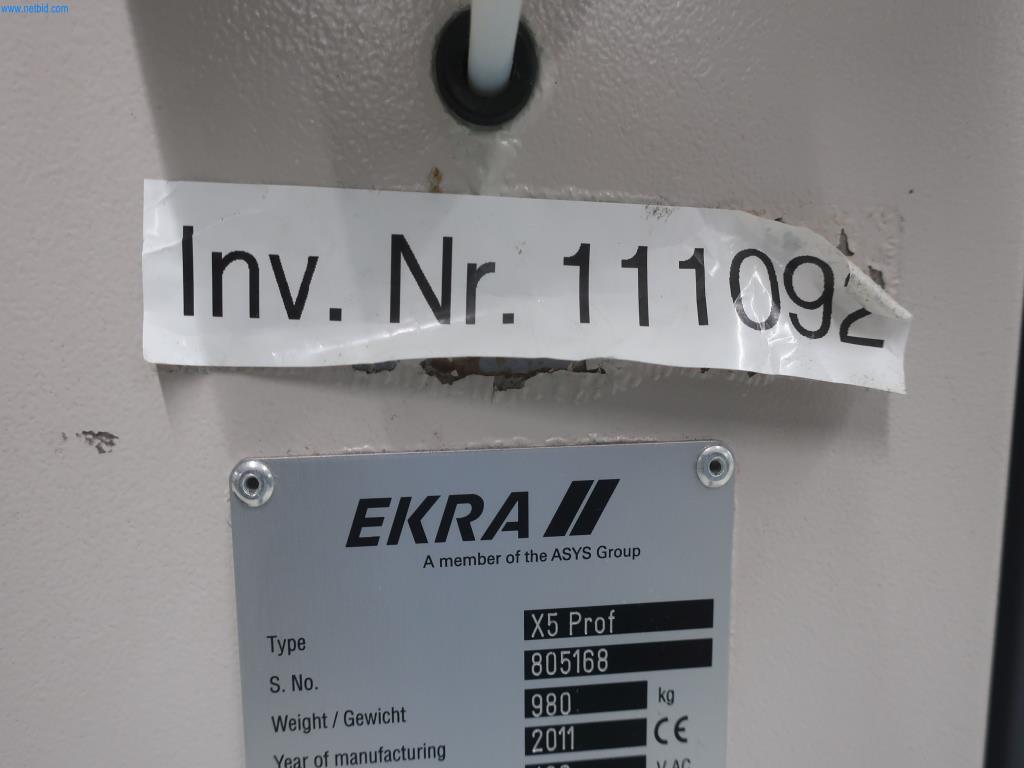 www.netbid.com
Inv. Nr. 111092
EKRA
A member of the ASYS Group
Type X5 Prof
S. No. 805168
Weight / Gewicht 980 kg
Year of manufacturing 2011 CE
V AC